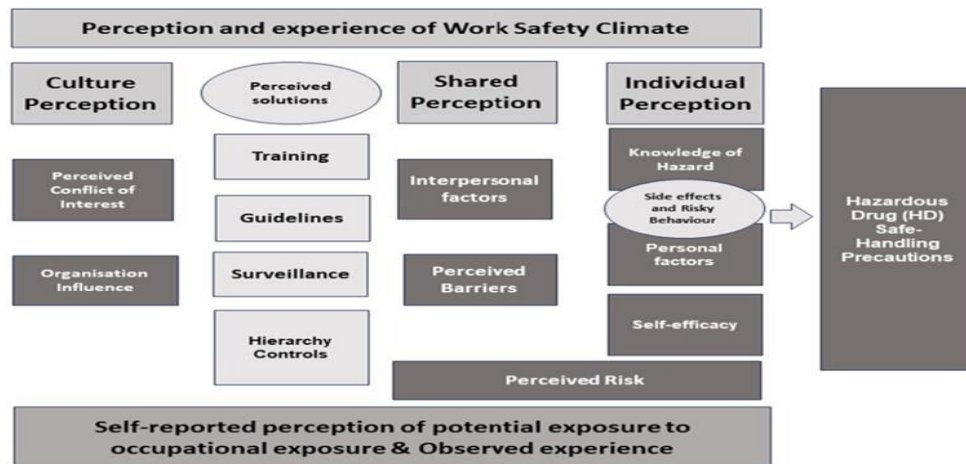 Perception and experience of Work Safety Climate
Culture
Perception
Perceived
Conflict of
Interest
Organisation
Influence
Perceived
solutions
Training
Guidelines
Surveillance
Hierarchy
Controls
Shared
Perception
Interpersonal
factors
Perceived
Barriers
Individual
Perception
Knowledge of
Hazard
Side effects
and Risky
Behaviour
Personal
factors
Self-efficacy
Perceived Risk
Hazardous
Drug (HD)
Safe-
Handling
Precautions
Self-reported perception of potential exposure to
occupational exposure & Observed experience